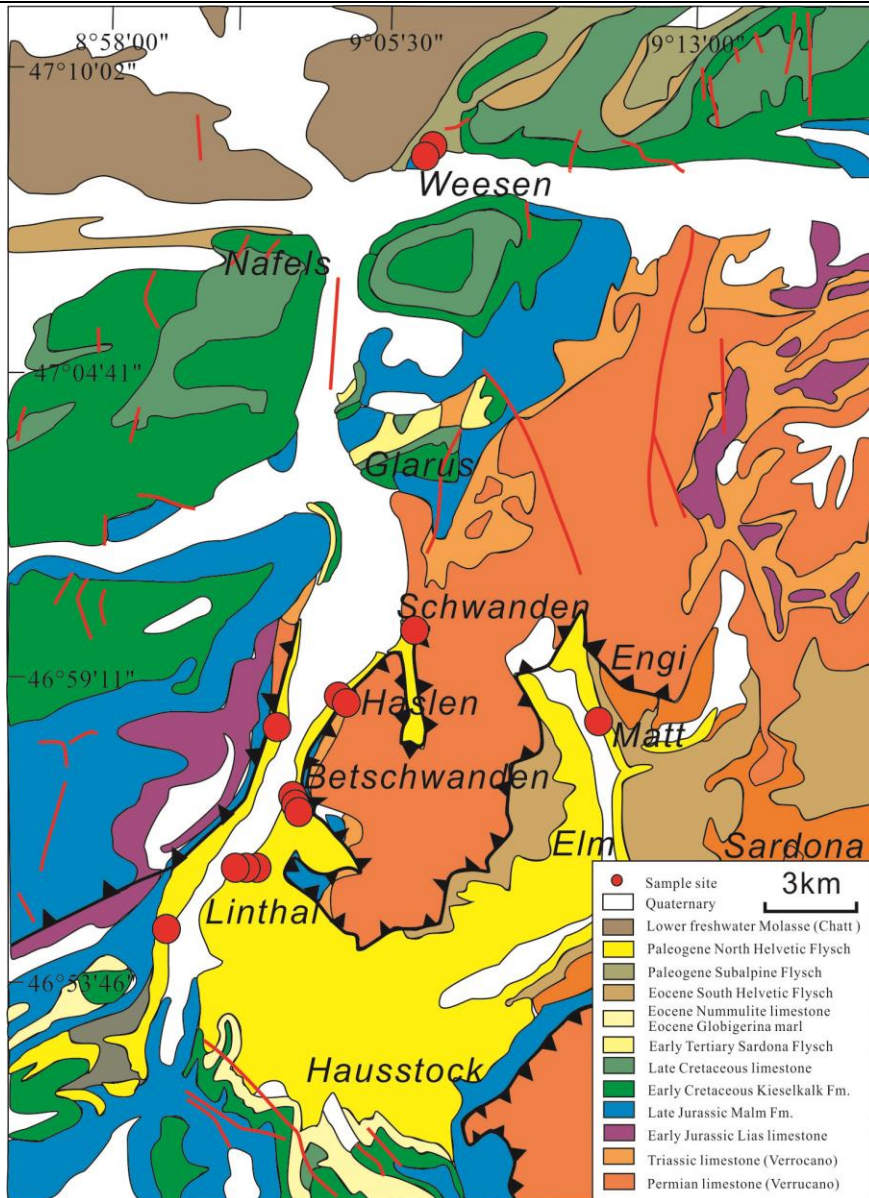 8°58'00"
9°05'30"
9°13'00"
47°10'02"
Weesen
Nafels
47°04'41"
Glarus
Schwanden
46°59'11"
Engi
Haslen
Matt
Betschwanden
Elm
Sardona
Linthal
46°53'46"
Hausstock
3km
Sample site
Quaternary
Lower freshwater Molasse (Chatt )
Paleogene North Helvetic Flysch
Paleogene Subalpine Flysch
Eocene South Helvetic Flysch
Eocene Nummulite limestone
Eocene Globigerina marl
Early Tertiary Sardona Flysch
Late Cretaceous limestone
Early Cretaceous Kieselkalk Fm.
Late Jurassic Malm Fm.
Early Jurassic Lias limestone
Triassic limestone (Verrocano)
Permian limestone (Verrucano)